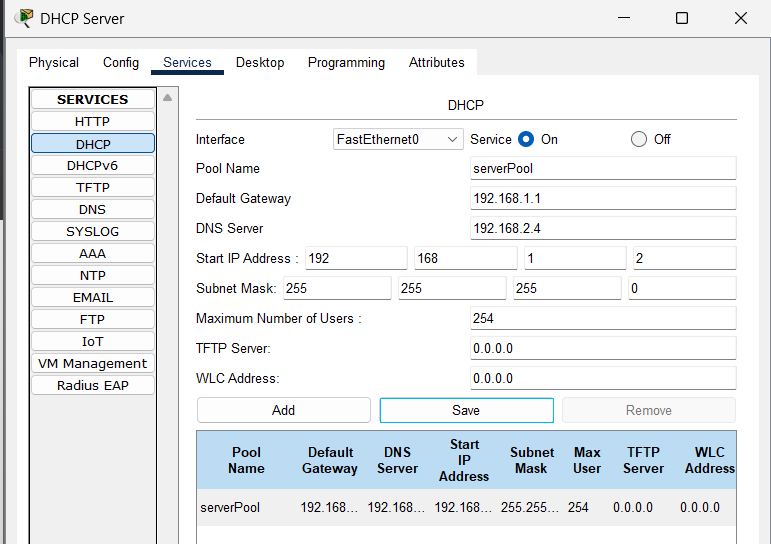 DHCP Server
Physical Config Services Desktop Programming Attributes
SERVICES
HTTP
DHCP
DHCPv6
TFTP
DNS
SYSLOG
AAA
NTP
EMAIL
FTP
IoT
VM Management
Radius EAP
DHCP
Interface FastEthernet0 Service On Off
Pool Name serverPool
Default Gateway 192.168.1.1
DNS Server 192.168.2.4
Start IP Address : 192 168 1 2
Subnet Mask: 255 255 255 0
Maximum Number of Users : 254
TFTP Server: 0.0.0.0
WLC Address: 0.0.0.0
Add Save Remove
Pool Name Default Gateway DNS Server Start IP Address Subnet Mask Max User TFTP Server WLC Address
serverPool 192.168... 192.168... 192.168... 255.255... 254 0.0.0.0 0.0.0.0